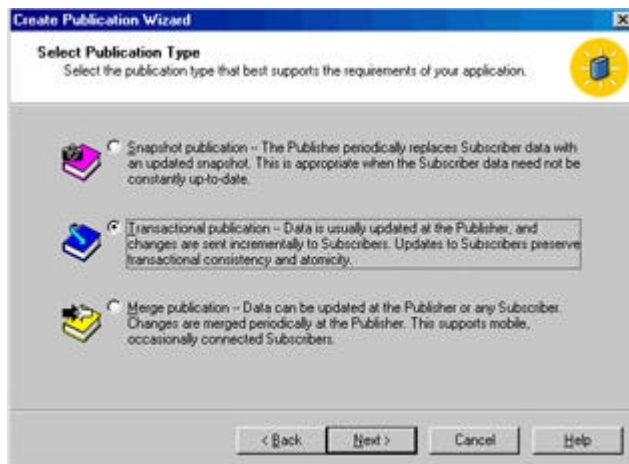 Create Publication Wizard
Select Publication Type
Select the publication type that best supports the requirements of your application.
Snapshot publication -- The Publisher periodically replaces Subscriber data with
an updated snapshot. This is appropriate when the Subscriber data need not be
constantly up-to-date.
Transactional publication -- Data is usually updated at the Publisher, and
changes are sent incrementally to Subscribers. Updates to Subscribers preserve
transactional consistency and atomicity.
Merge publication -- Data can be updated at the Publisher or any Subscriber.
Changes are merged periodically at the Publisher. This supports mobile,
occasionally connected Subscribers.
< Back Next > Cancel Help